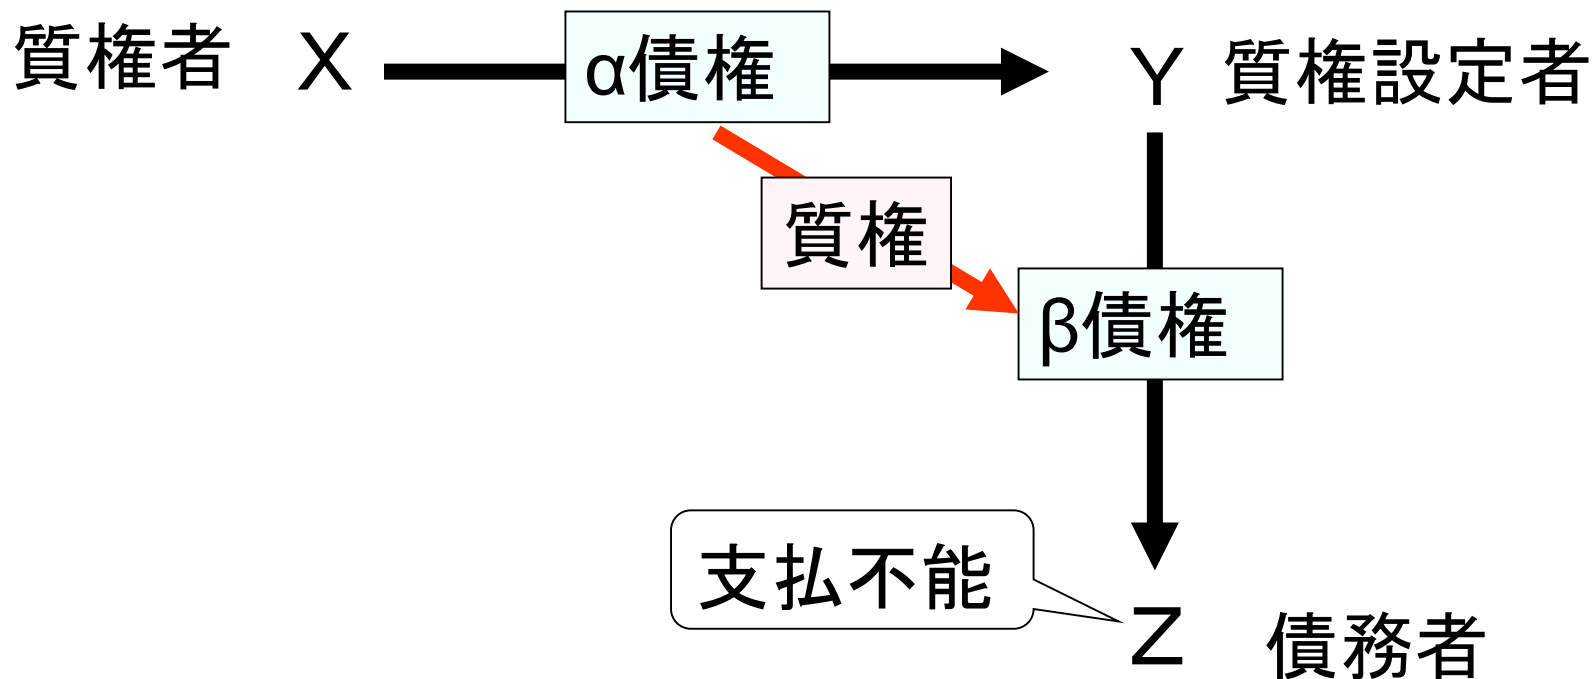 質権者 X
α債権
Y 質権設定者
質権
β債権
支払不能
Z 債務者